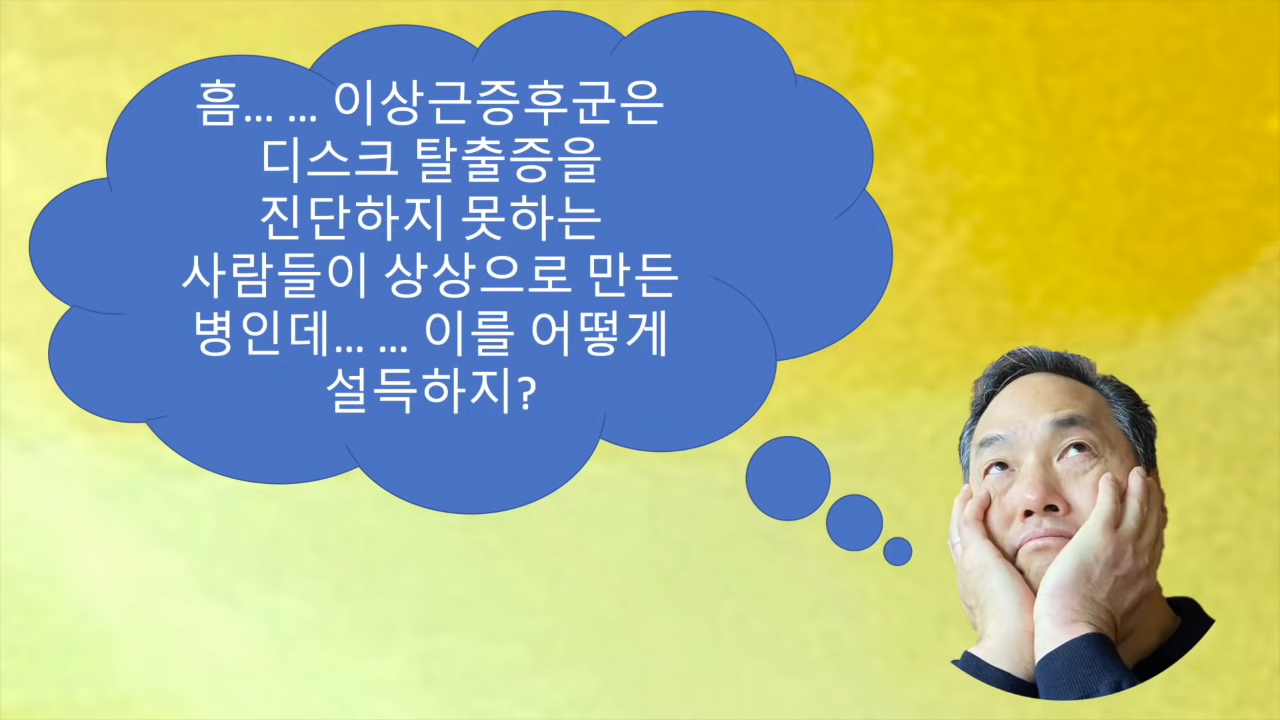 흠... ... 이상근증후군은
디스크 탈출증을
진단하지 못하는
사람들이 상상으로 만든
병인데... ... 이를 어떻게
설득하지?